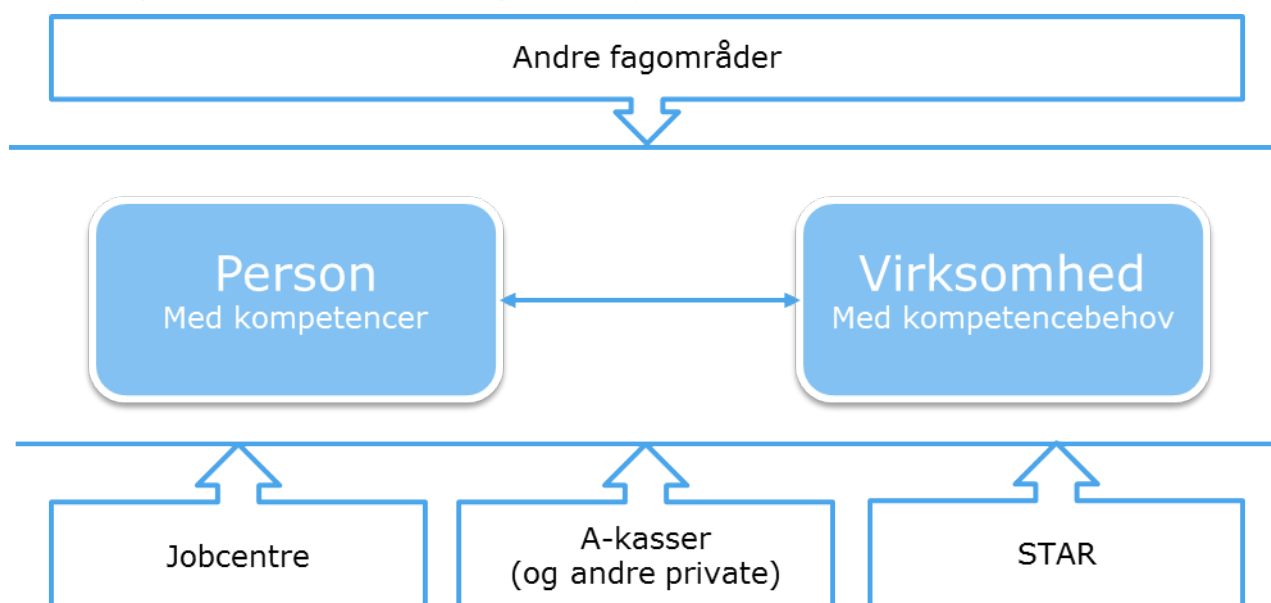 Andre fagområder
Person
Med kompetencer
Virksomhed
Med kompetencebehov
Jobcentre
A-kasser
(og andre private)
STAR